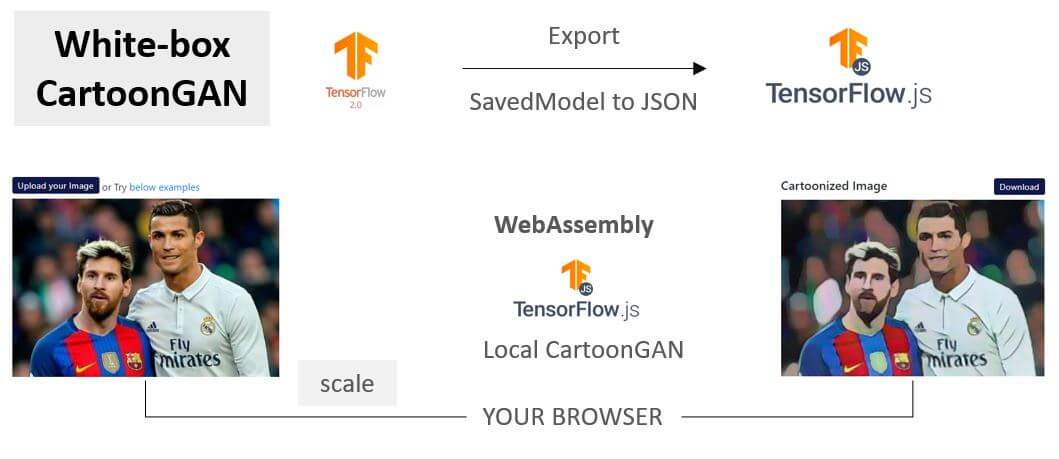 White-box
CartoonGAN
TensorFlow
2.0
Export
SavedModel to JSON
JS
TensorFlow.js
Upload your Image or Try below examples
Fly
Emirates
WebAssembly
JS
TensorFlow.js
Local CartoonGAN
Cartoonized Image
Download
Fly
Emirates
scale
YOUR BROWSER